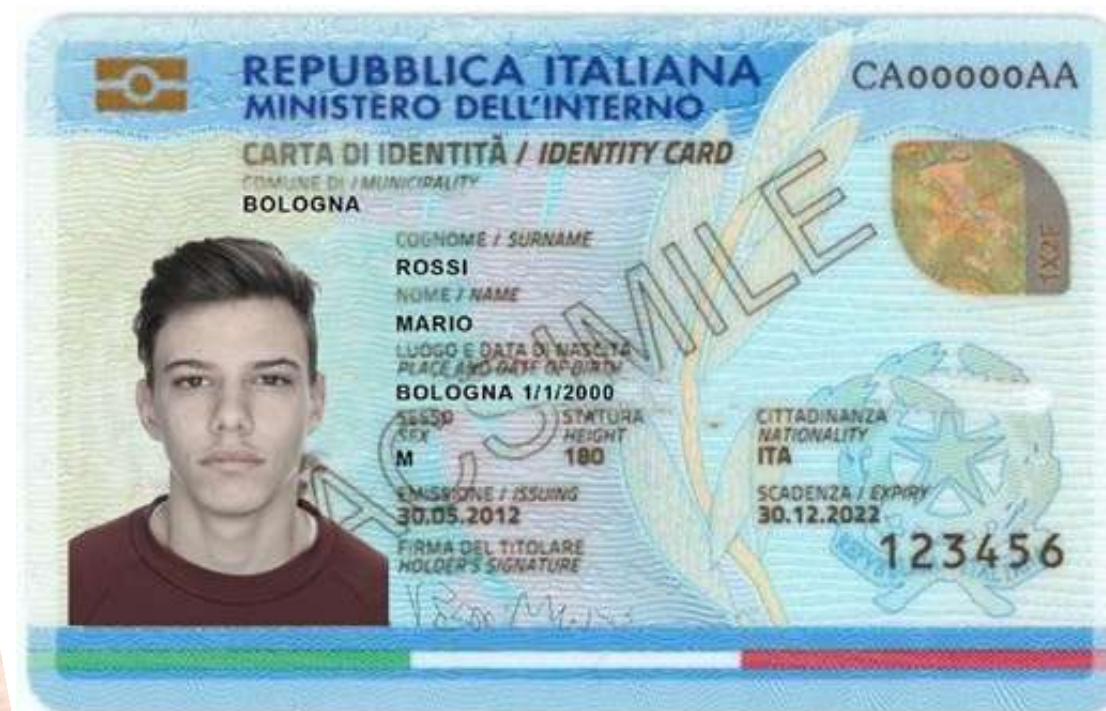 REPUBBLICA ITALIANA
CA00000AA
MINISTERO DELL'INTERNO
CARTA DI IDENTITÀ / IDENTITY CARD
COMUNE DI / MUNICIPALITY
BOLOGNA
COGNOME / SURNAME
ROSSI
NOME / NAME
MARIO
LUOGO E DATA DI NASCITA
PLACE AND DATE OF BIRTH
BOLOGNA 1/1/2000
SESSO STATURA CITTADINANZA
SEX HEIGHT NATIONALITY
M 180 ITA
EMISSIONE / ISSUING SCADENZA / EXPIRY
30.05.2012 30.12.2022
FIRMA DEL TITOLARE
HOLDER'S SIGNATURE
123456
FAC SIMILE
1X2E